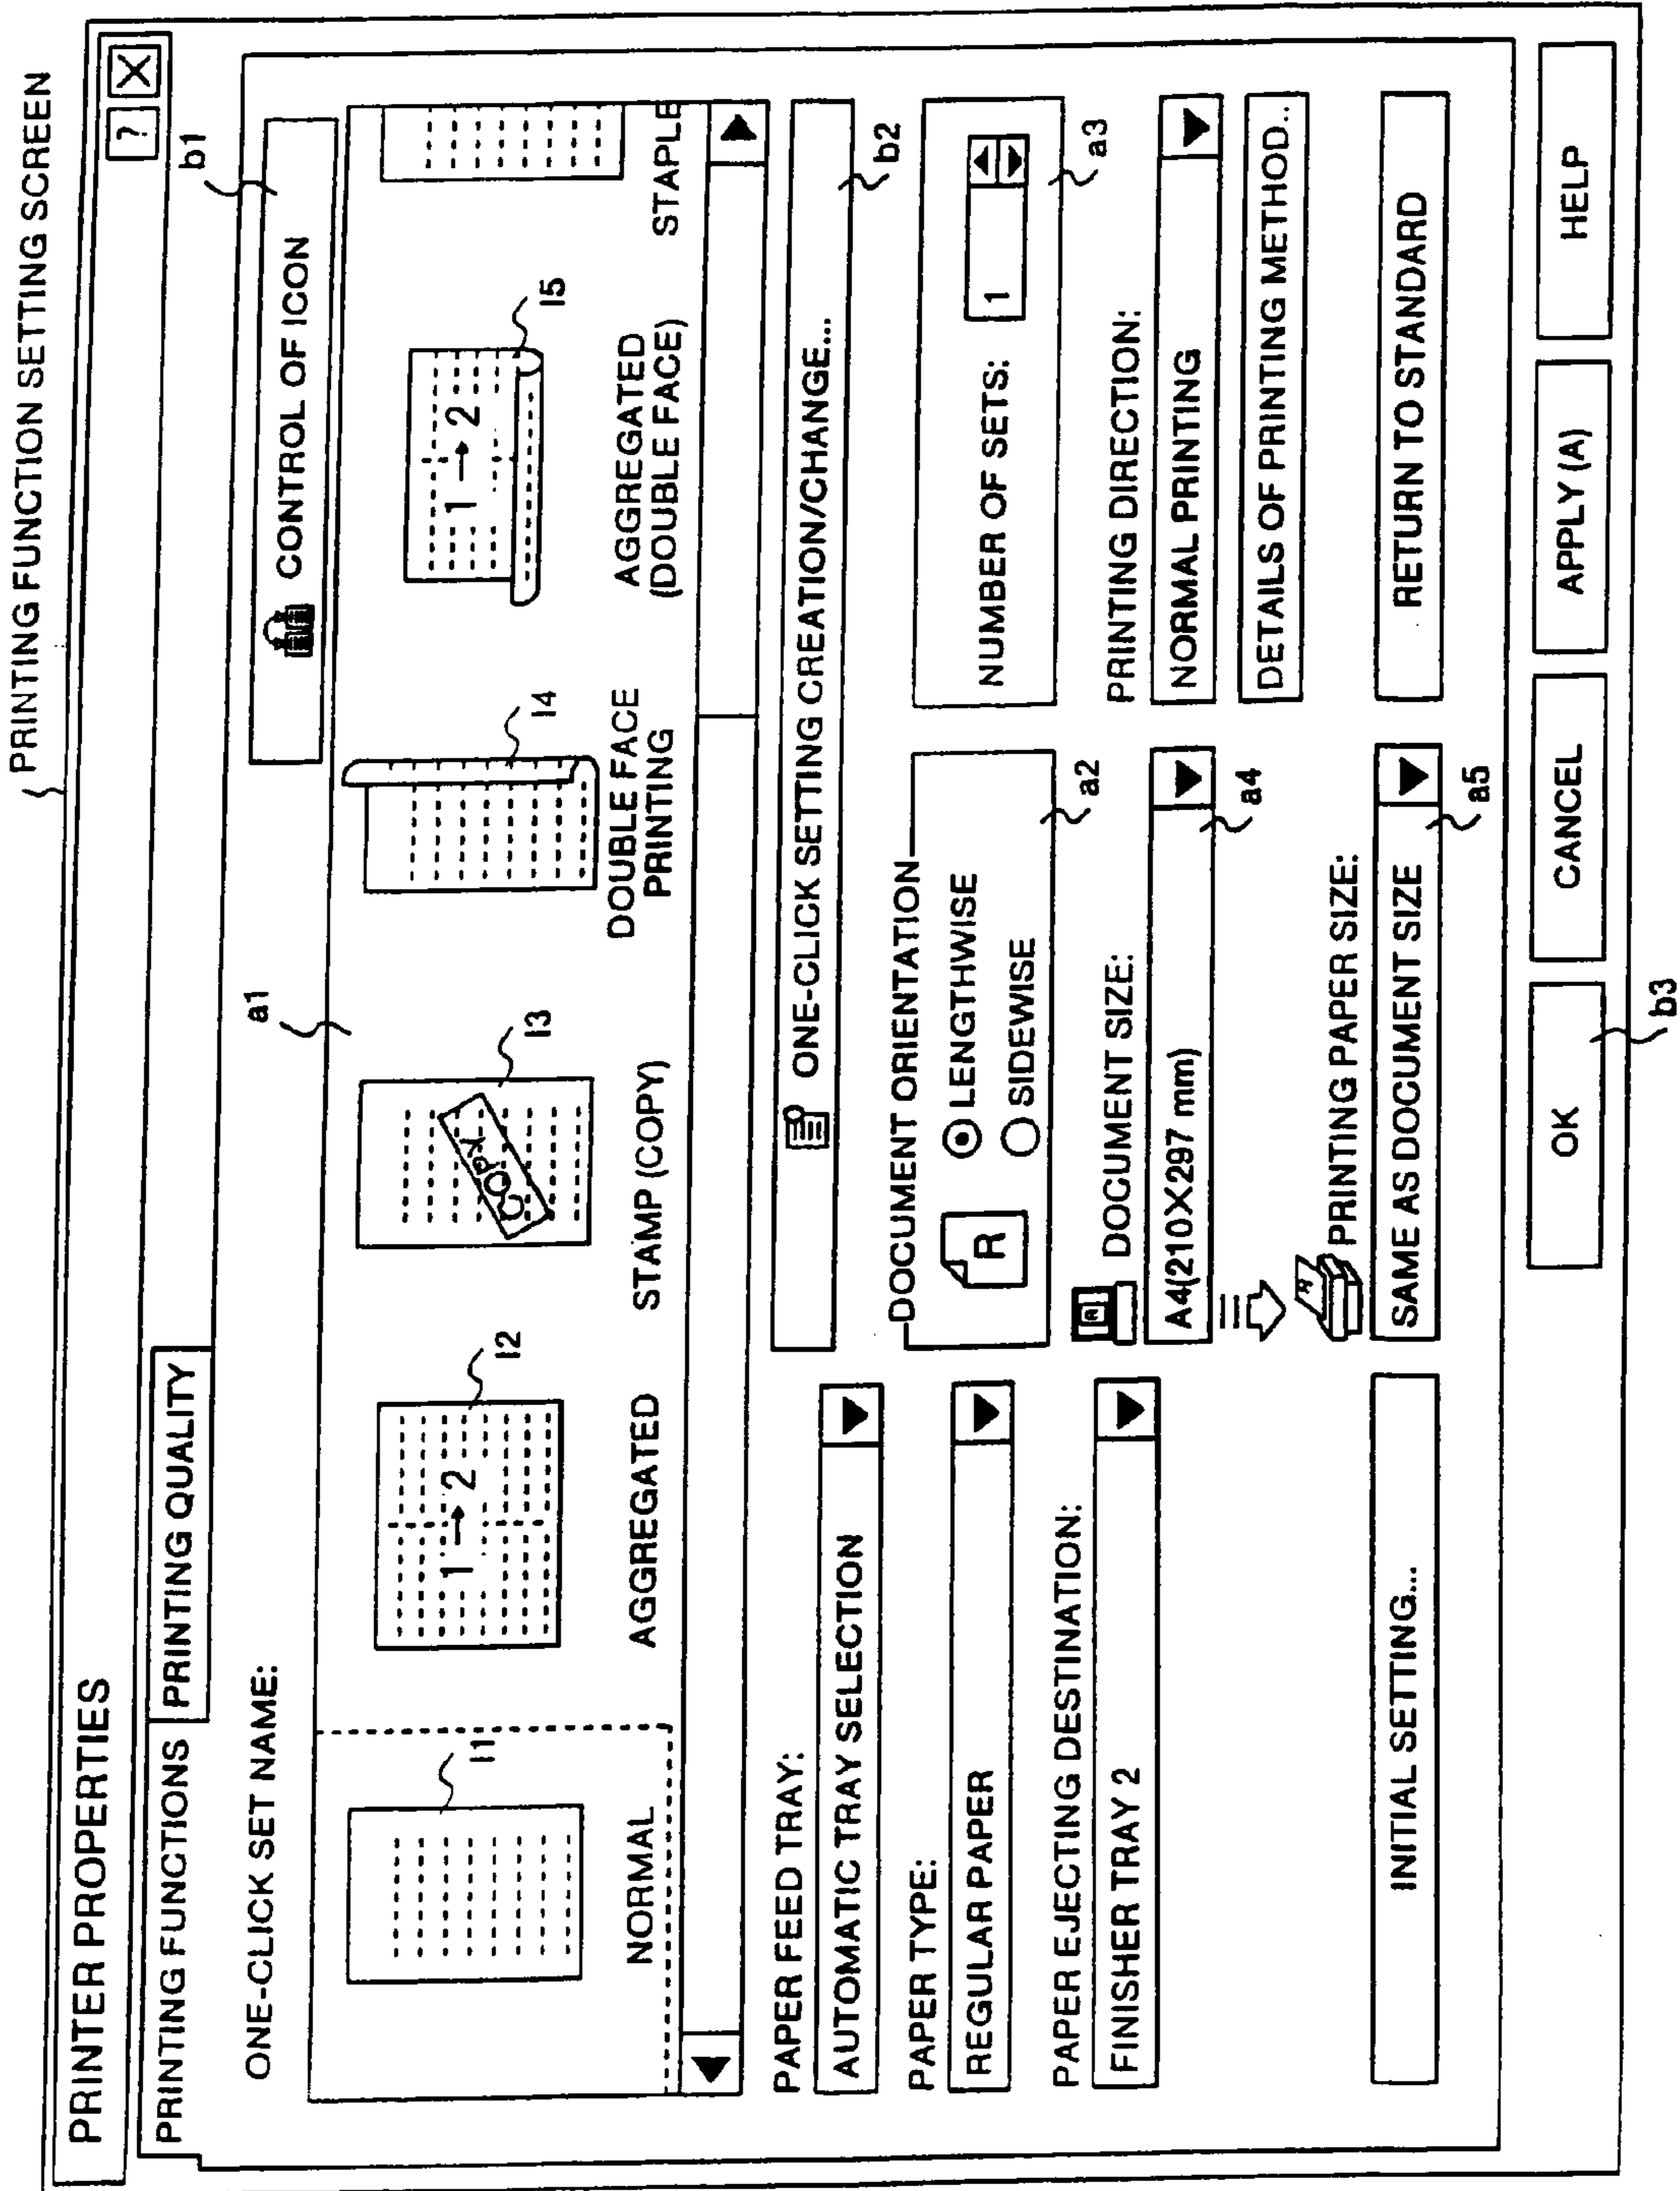 PRINTING FUNCTION SETTING SCREEN
PRINTER PROPERTIES
? X
PRINTING FUNCTIONS
PRINTING QUALITY
b1
ONE-CLICK SET NAME:
a1
CONTROL OF ICON
I1
1→2
I2
COPY
I3
I4
1→2
I5
NORMAL
AGGREGATED
STAMP (COPY)
DOUBLE FACE
PRINTING
AGGREGATED
(DOUBLE FACE)
STAPLE
PAPER FEED TRAY:
AUTOMATIC TRAY SELECTION
PAPER TYPE:
REGULAR PAPER
PAPER EJECTING DESTINATION:
FINISHER TRAY 2
INITIAL SETTING...
ONE-CLICK SETTING CREATION/CHANGE...
b2
DOCUMENT ORIENTATION
R
LENGTHWISE
SIDEWISE
a2
DOCUMENT SIZE:
A4(210X297 mm)
a4
PRINTING PAPER SIZE:
SAME AS DOCUMENT SIZE
a5
NUMBER OF SETS:
1
a3
PRINTING DIRECTION:
NORMAL PRINTING
DETAILS OF PRINTING METHOD..
RETURN TO STANDARD
OK
CANCEL
APPLY (A)
HELP
b3